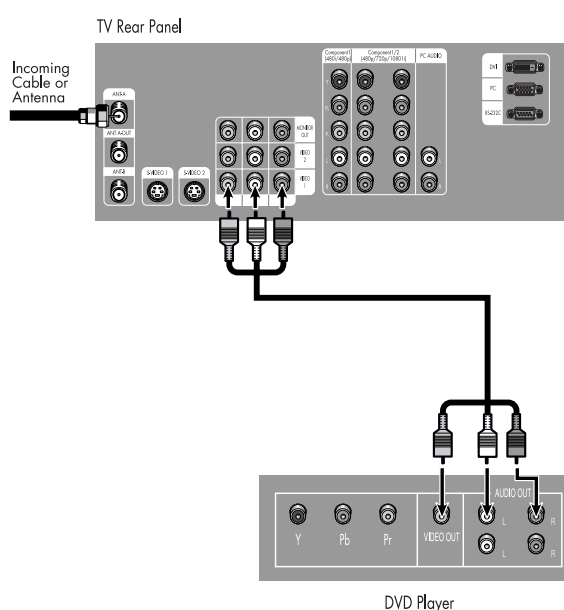 TV Rear Panel
Incoming
Cable or
Antenna
ANT-A
ANT A-OUT
ANT-B
S-VIDEO 1
S-VIDEO 2
MONITOR
OUT
VIDEO
2
VIDEO
1
Component1
(480i/480p)
Component1/2
(480p/720p/1080i)
PC AUDIO
L
R
L
R
DVI
PC
RS232C
Y
Pb
Pr
VIDEO OUT
AUDIO OUT
L
R
L
R
DVD Player